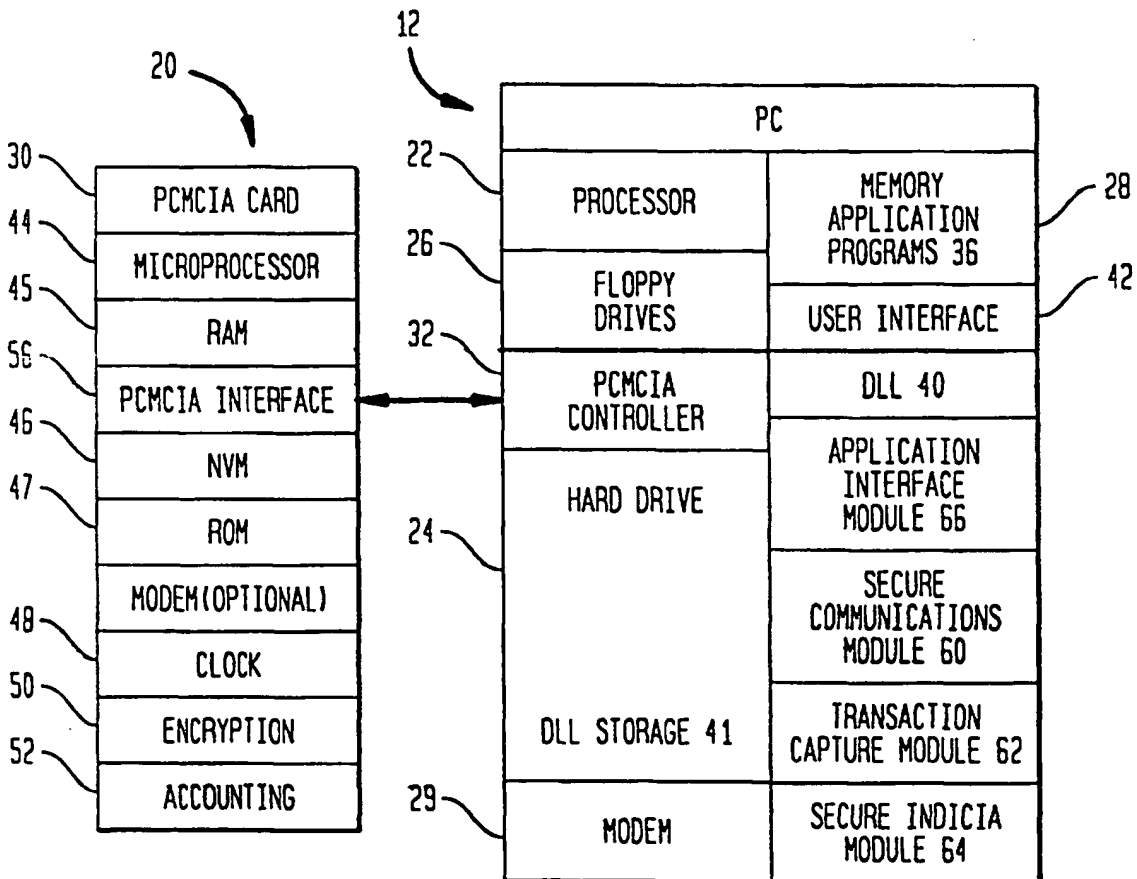 12
20
PC
30
PCMCIA CARD
44
MICROPROCESSOR
45
RAM
56
PCMCIA INTERFACE
46
NVM
47
ROM
MODEM(OPTIONAL)
48
CLOCK
50
ENCRYPTION
52
ACCOUNTING
22
PROCESSOR
26
FLOPPY
DRIVES
32
PCMCIA
CONTROLLER
24
HARD DRIVE
DLL STORAGE 41
29
MODEM
MEMORY
APPLICATION
PROGRAMS 36
28
USER INTERFACE
42
DLL 40
APPLICATION
INTERFACE
MODULE 66
SECURE
COMMUNICATIONS
MODULE 60
TRANSACTION
CAPTURE MODULE 62
SECURE INDICIA
MODULE 64